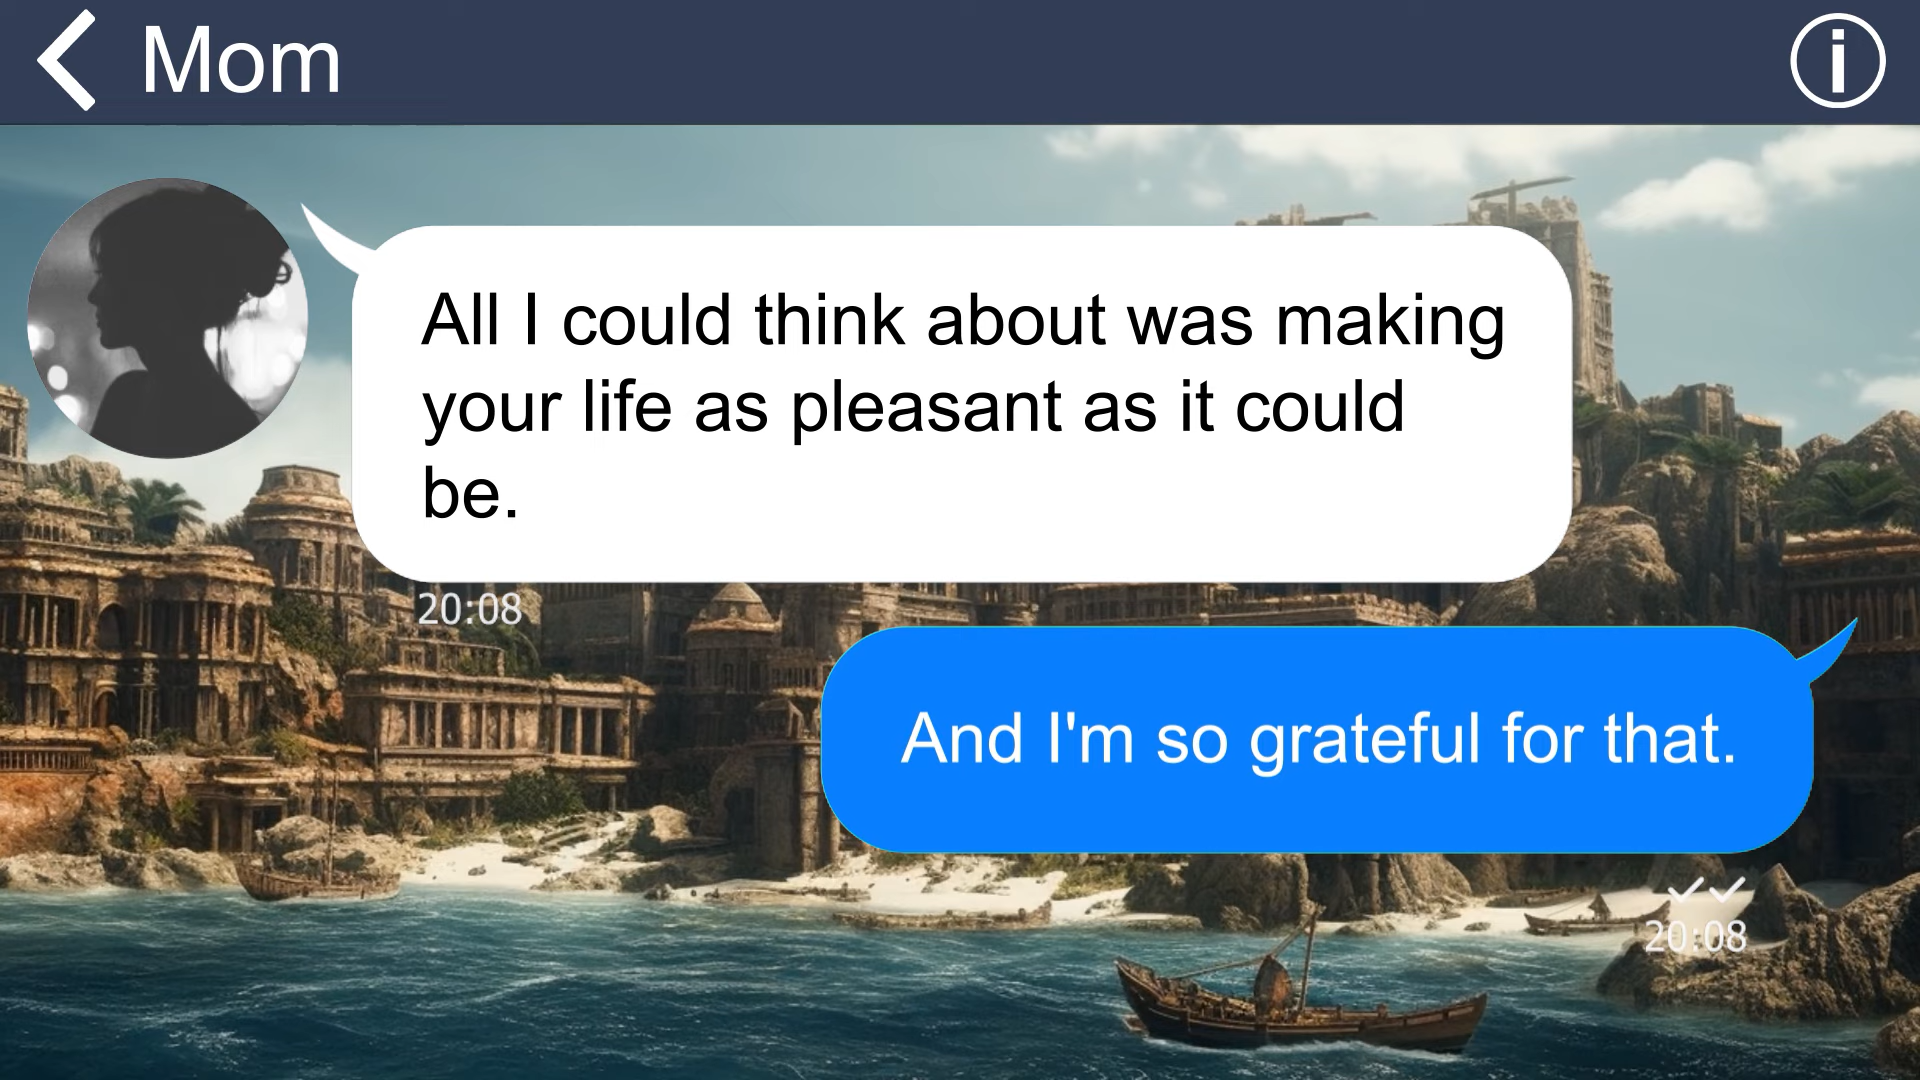 Mom
All I could think about was making
your life as pleasant as it could
be.
20:08
And I'm so grateful for that.
20:08